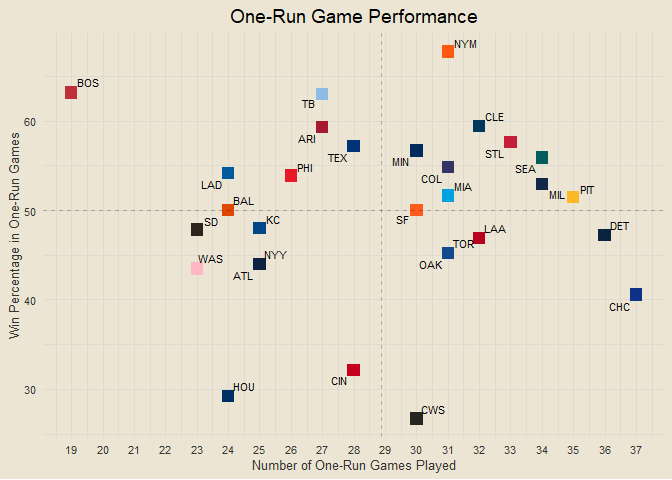 One-Run Game Performance
NYM
BOS
TB
CLE
ARI
STL
TEX
MIN
SEA
COL
PHI
LAD
MIA
MIL
PIT
BAL
SD
KC
SF
LAA
DET
TOR
OAK
WAS
NYY
ATL
CHC
CIN
HOU
CWS
60
50
40
30
Win Percentage in One-Run Games
19 20 21 22 23 24 25 26 27 28 29 30 31 32 33 34 35 36 37
Number of One-Run Games Played